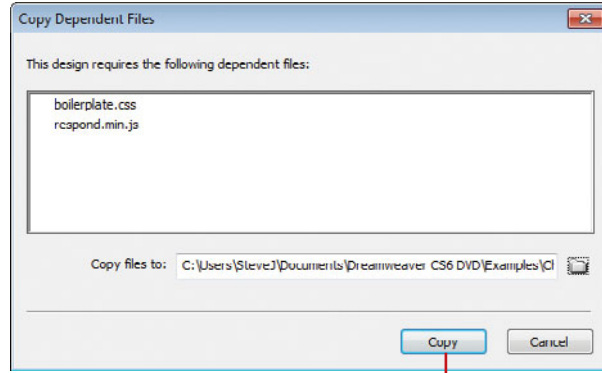 Copy Dependent Files
This design requires the following dependent files:
boilerplate.css
respond.min.js
Copy files to: C:\Users\SteveJ\Documents\Dreamweaver CS6 DVD\Examples\Cl
Copy Cancel